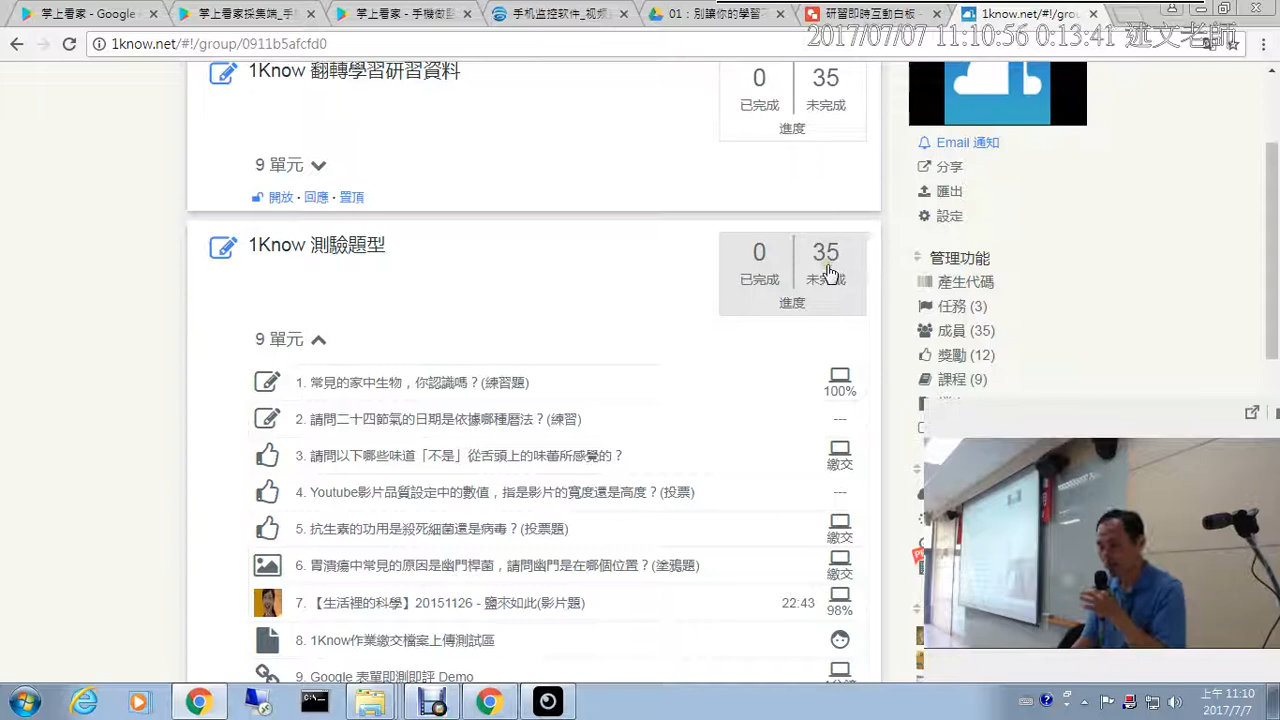 掌上看家 - Google
掌上看家採集端_手
掌上看家 - 手機做監
手机监控软件_视频
01：別讓你的學習
研習即時互動白板 -
1know.net/#!/grou
1know.net/#!/group/0911b5afcfd0
2017/07/07 11:10:56 0:13:41 述文老師
1Know 翻轉學習研習資料
0 35
已完成 未完成
進度
9 單元
開放 · 回應 · 置頂
1Know 測驗題型
0 35
已完成 未完成
進度
9 單元
1. 常見的家中生物，你認識嗎？(練習題)
100%
2. 請問二十四節氣的日期是依據哪種曆法？(練習)
---
3. 請問以下哪些味道「不是」從舌頭上的味蕾所感覺的？
繳交
4. Youtube影片品質設定中的數值，指是影片的寬度還是高度？(投票)
---
5. 抗生素的功用是殺死細菌還是病毒？(投票題)
繳交
6. 胃潰瘍中常見的原因是幽門桿菌，請問幽門是在哪個位置？(塗鴉題)
繳交
7. 【生活裡的科學】20151126 - 鹽來如此(影片題)
22:43
98%
8. 1Know作業繳交檔案上傳測試區
9. Google 表單即測即評 Demo
Email 通知
分享
匯出
設定
管理功能
產生代碼
任務 (3)
成員 (35)
獎勵 (12)
課程 (9)
上午 11:10
2017/7/7